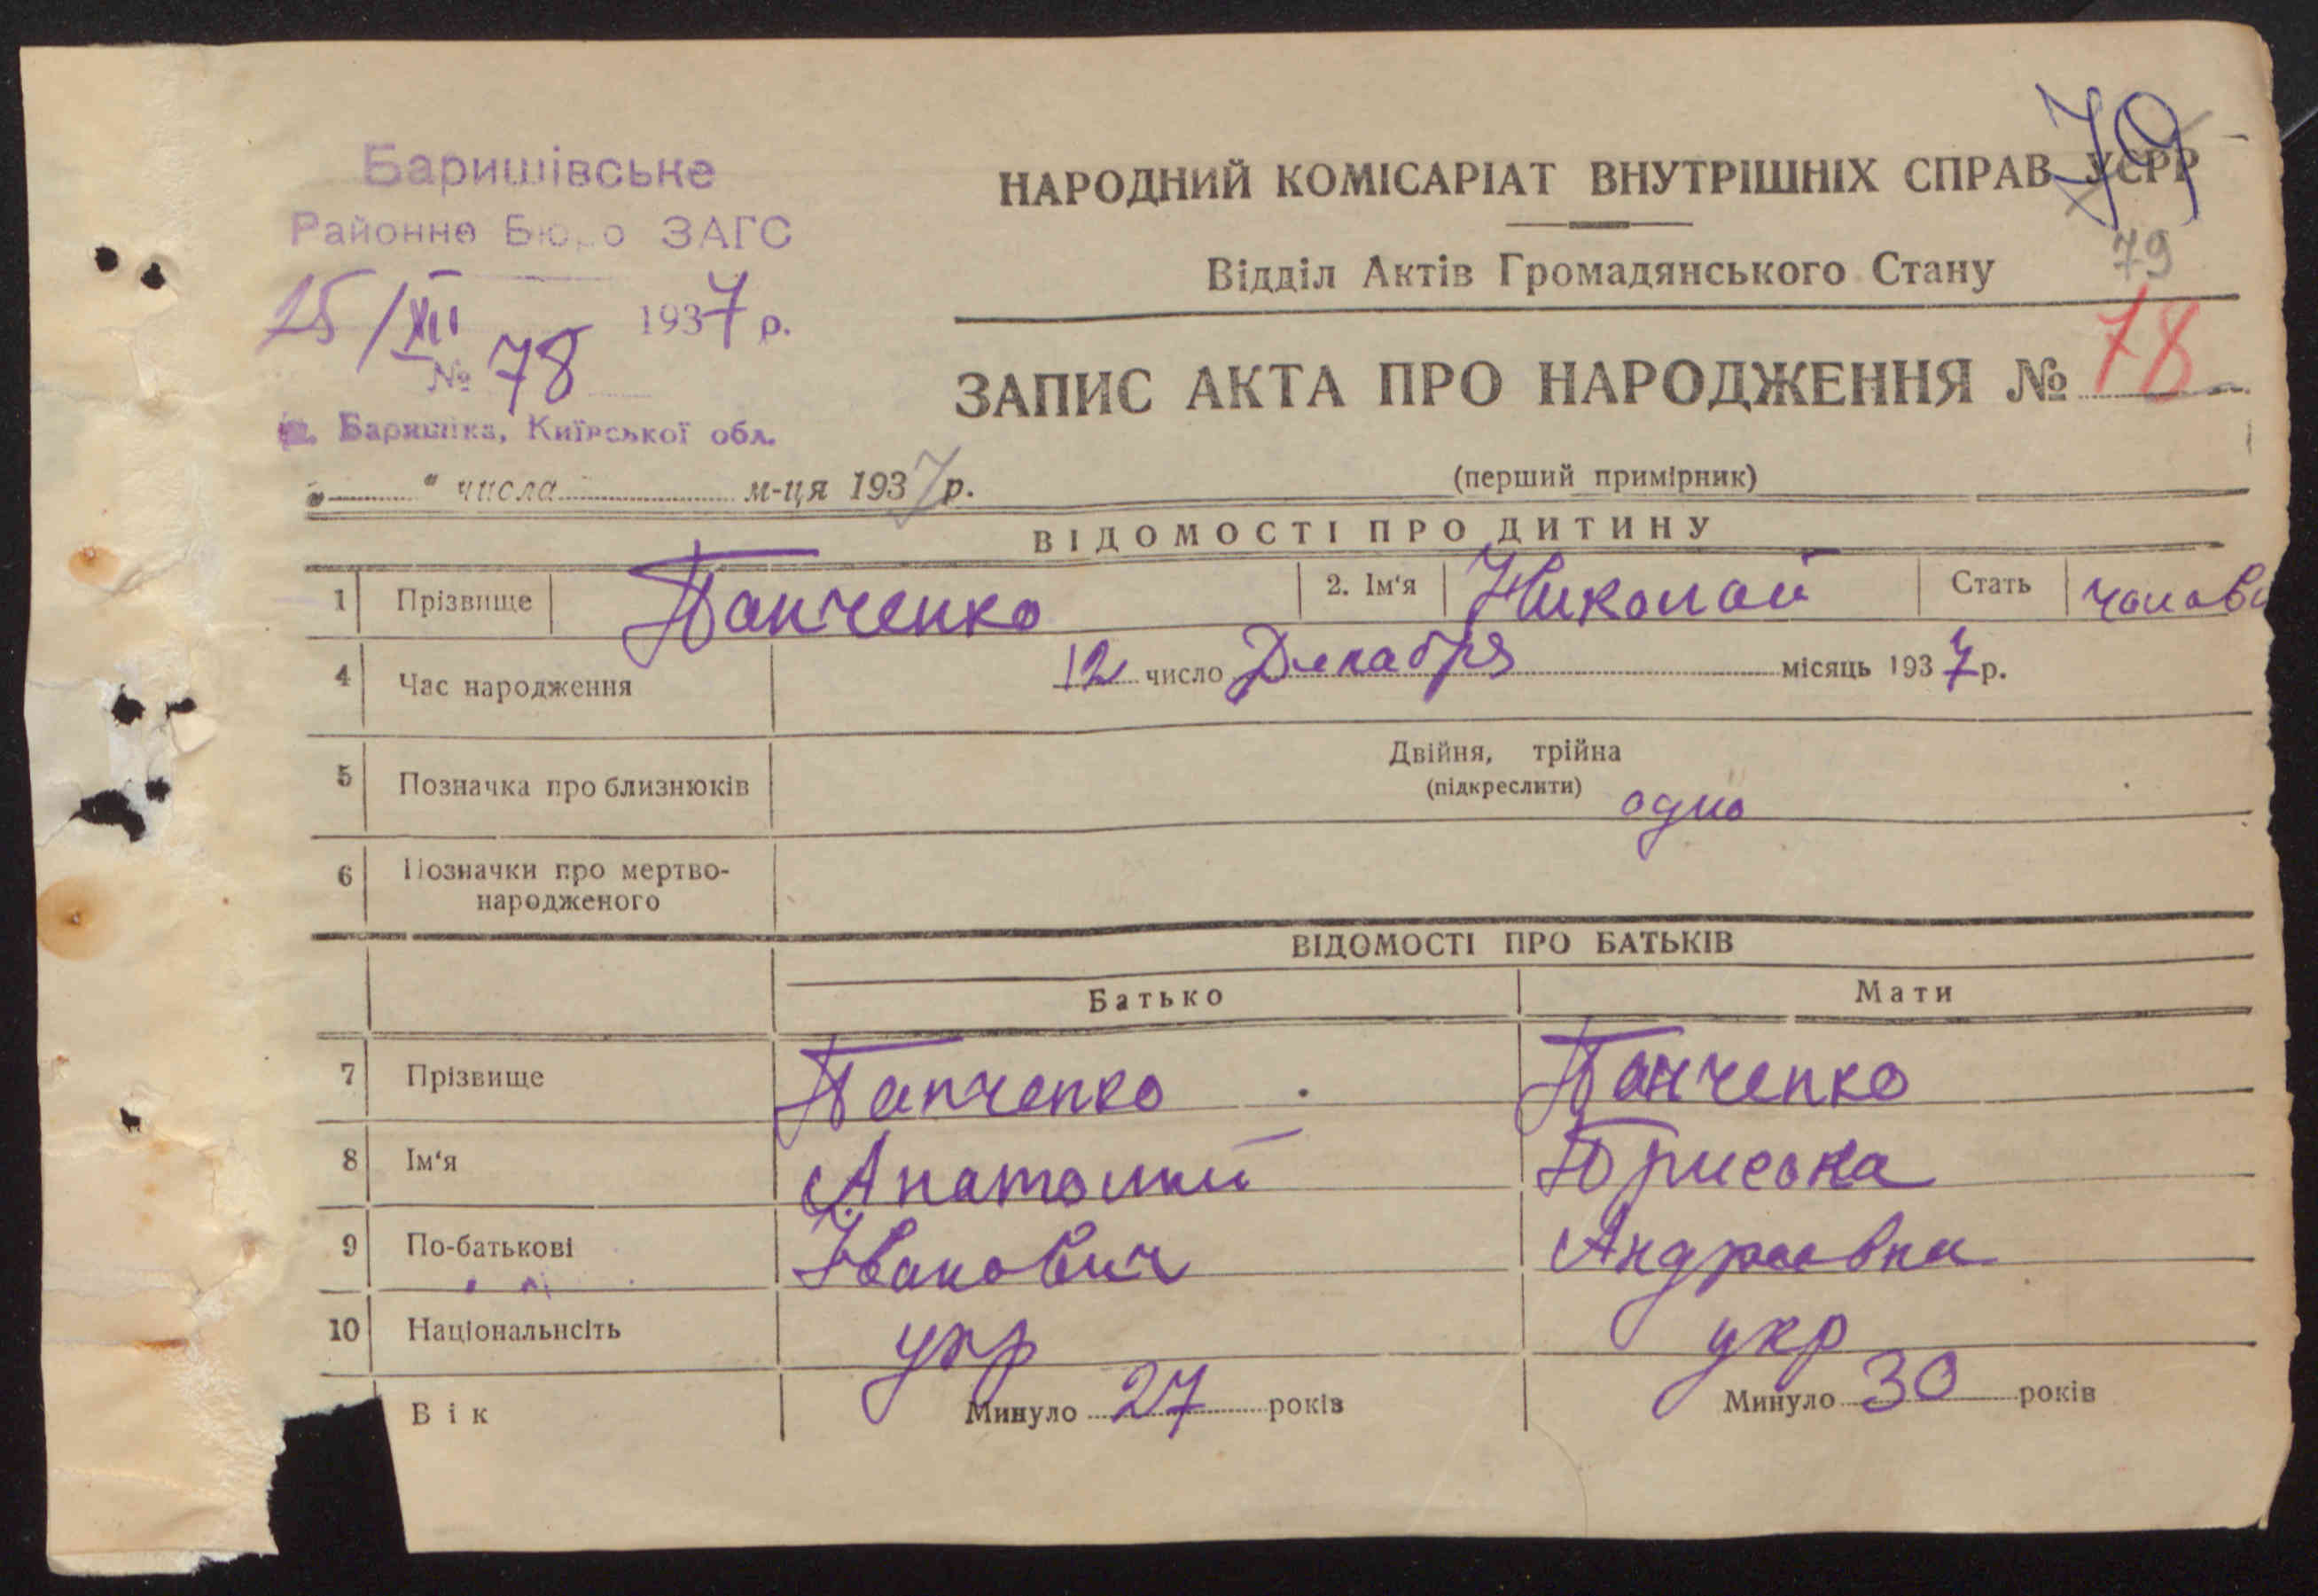 79
Баришівське
Районне Бюро ЗАГС
25/XII 1937 р.
№ 78
Баришівка, Київської обл.
НАРОДНИЙ КОМІСАРІАТ ВНУТРІШНІХ СПРАВ УСРР
79
Відділ Актів Громадянського Стану
ЗАПИС АКТА ПРО НАРОДЖЕННЯ № 78
„ “ числа м-ця 1937 р.
(перший примірник)
ВІДОМОСТІ ПРО ДИТИНУ
1 Прізвище Панченко 2. Ім‘я Николай Стать чолові
4 Час народження 12 число Декабря місяць 1937 р.
5 Позначка про близнюків Двійня, трійна
(підкреслити) одно
6 Позначки про мертво-
народженого
ВІДОМОСТІ ПРО БАТЬКІВ
Батько Мати
7 Прізвище Панченко Панченко
8 Ім‘я Анатолий
9 По-батькові Іванович Андреевна
10 Національнсіть укр укр
Вік Минуло 27 років Минуло 30 років